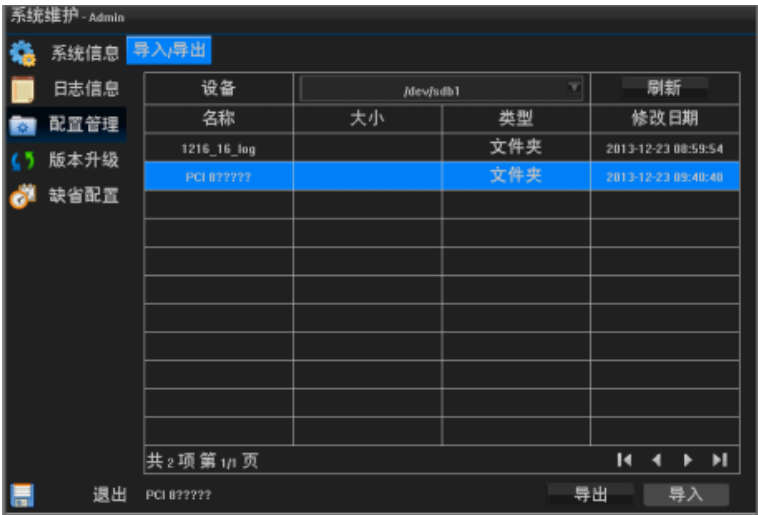 系统维护 - Admin
系统信息 导入/导出
日志信息 设备 /dev/sdb1 刷新
配置管理 名称 大小 类型 修改日期
版本升级 1216_16_log 文件夹 2013-12-23 08:59:54
PCI 8????? 文件夹 2013-12-23 09:40:40
缺省配置
共 2 项 第 1/1 页
退出 PCI 8????? 导出 导入